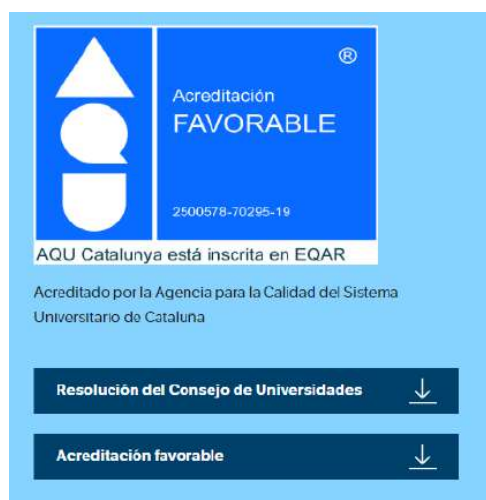 ®
Acreditación
FAVORABLE
2500578-70295-19
AQU Catalunya está inscrita en EQAR
Acreditado por la Agencia para la Calidad del Sistema
Universitario de Cataluña
Resolución del Consejo de Universidades
Acreditación favorable